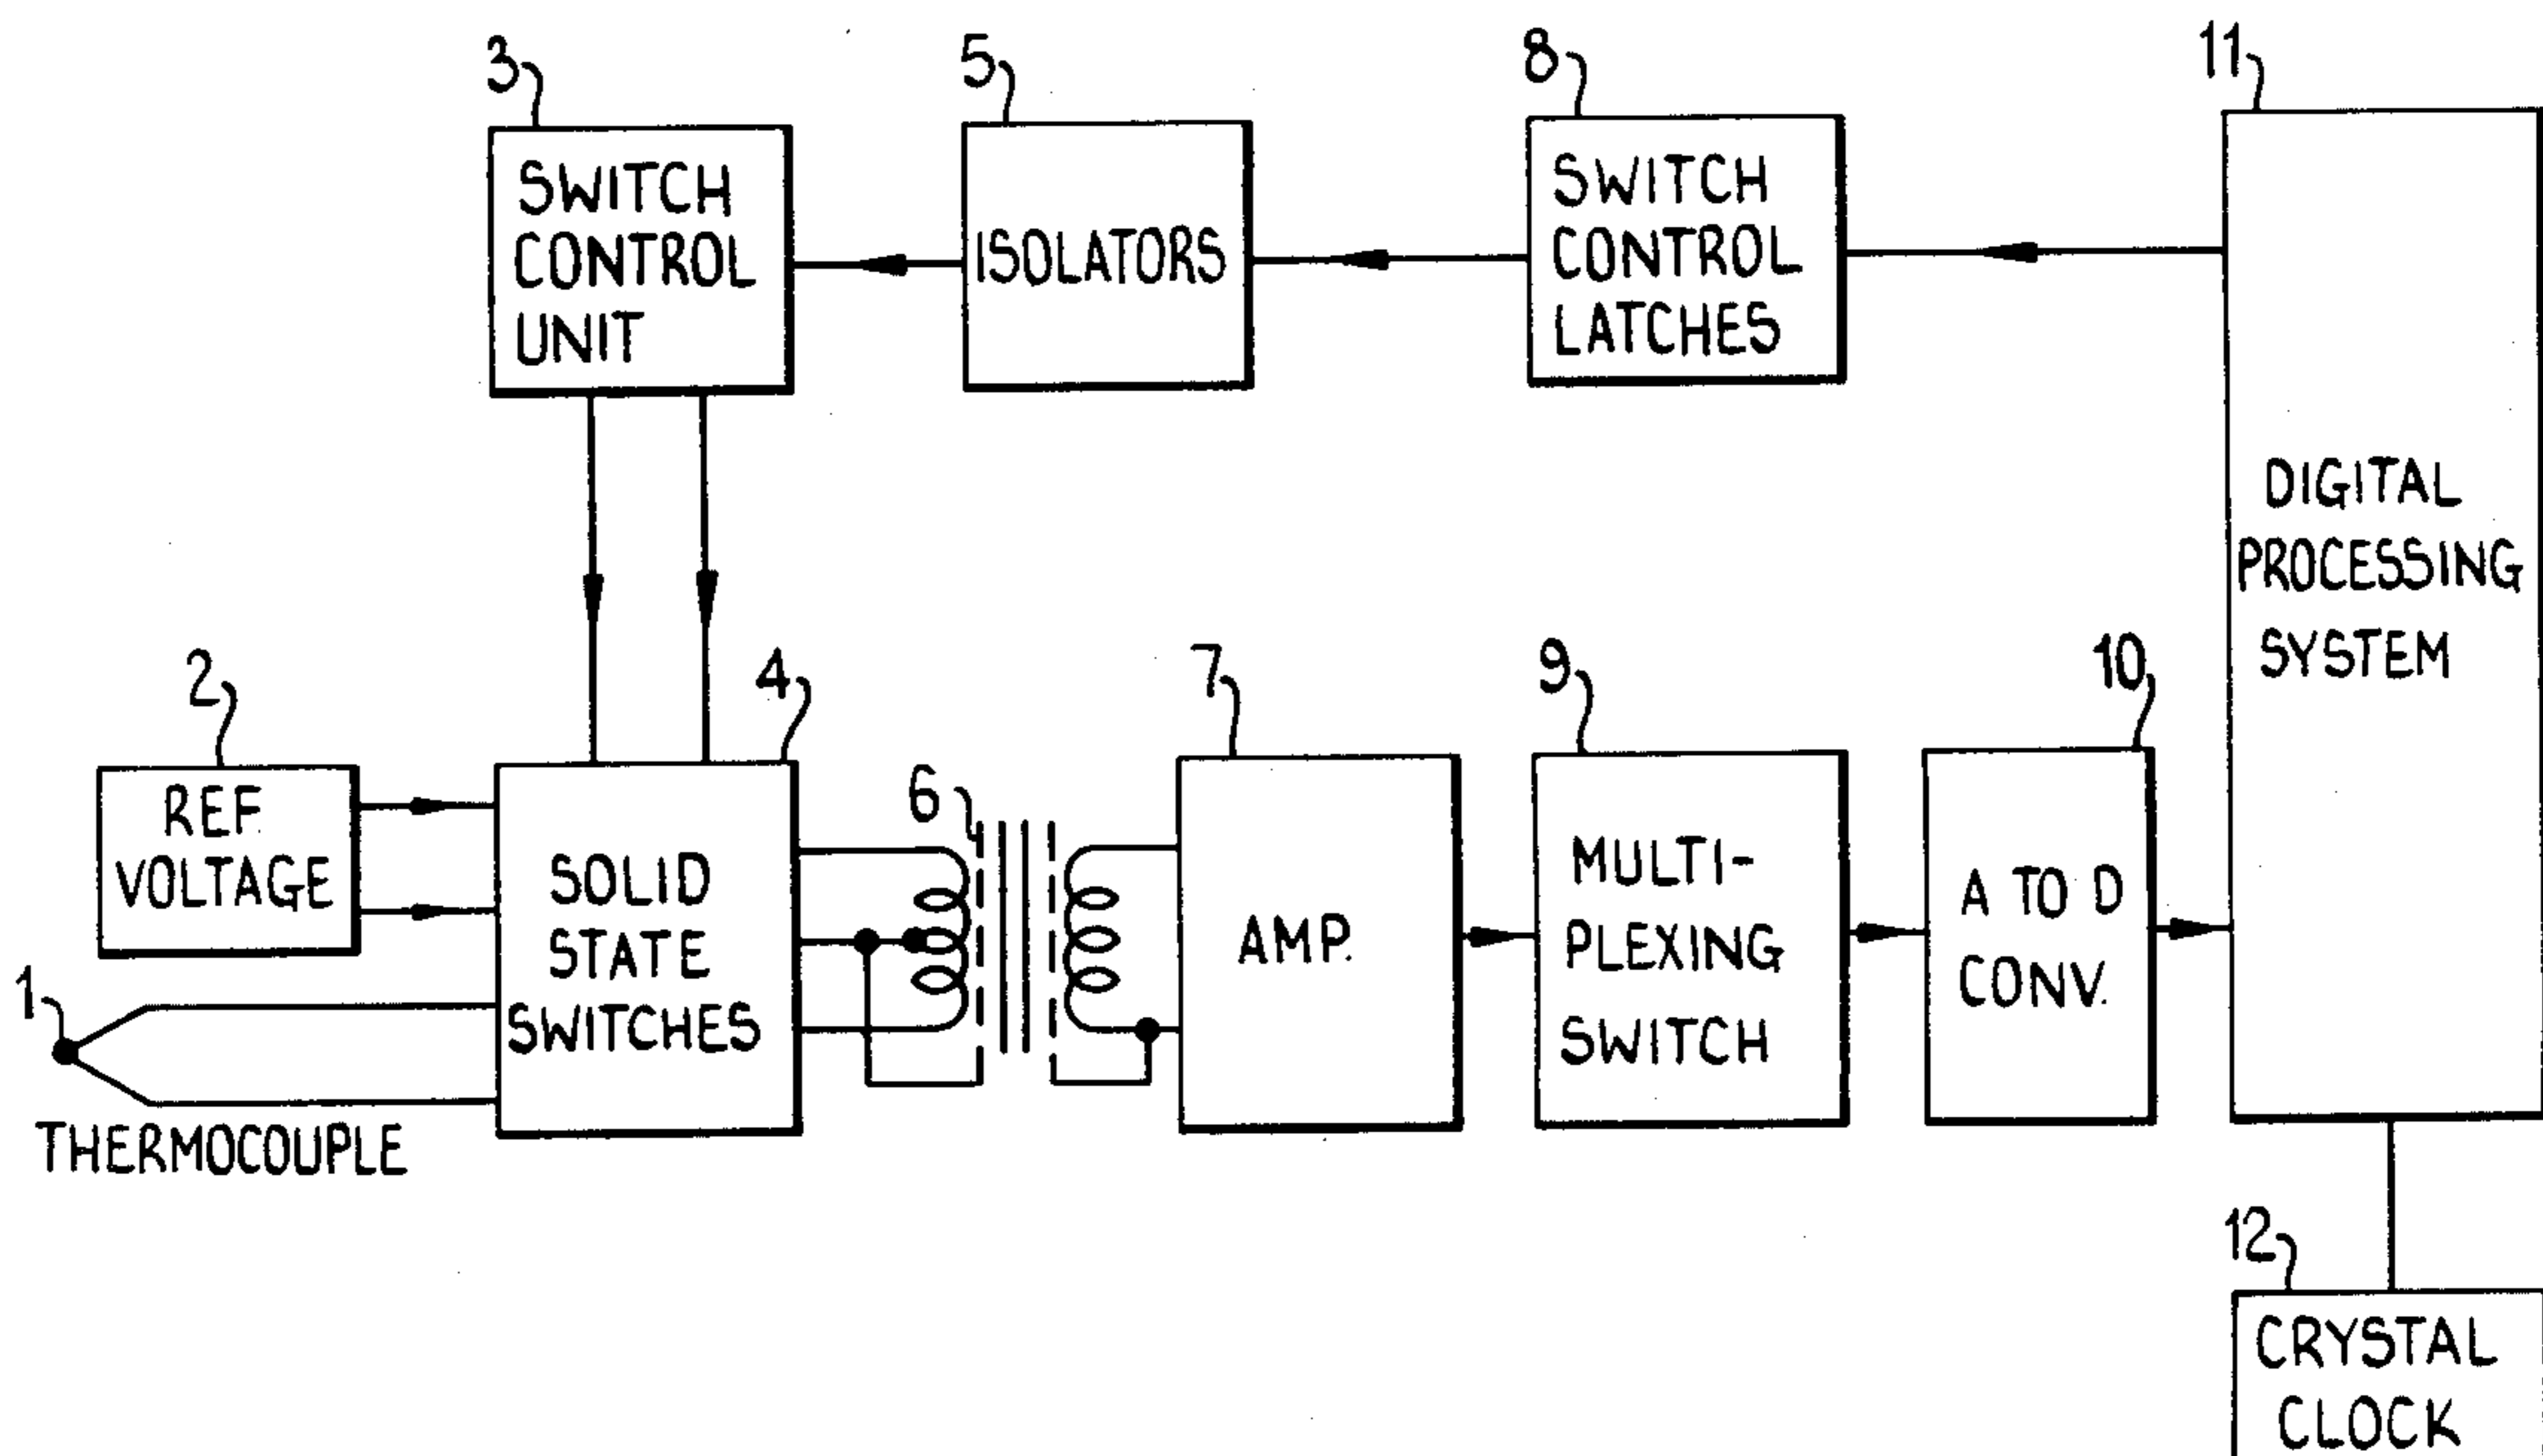 3
SWITCH
CONTROL
UNIT
5
ISOLATORS
8
SWITCH
CONTROL
LATCHES
11
DIGITAL
PROCESSING
SYSTEM
2
REF.
VOLTAGE
1
THERMOCOUPLE
4
SOLID
STATE
SWITCHES
6
7
AMP.
9
MULTI-
PLEXING
SWITCH
10
A TO D
CONV.
12
CRYSTAL
CLOCK